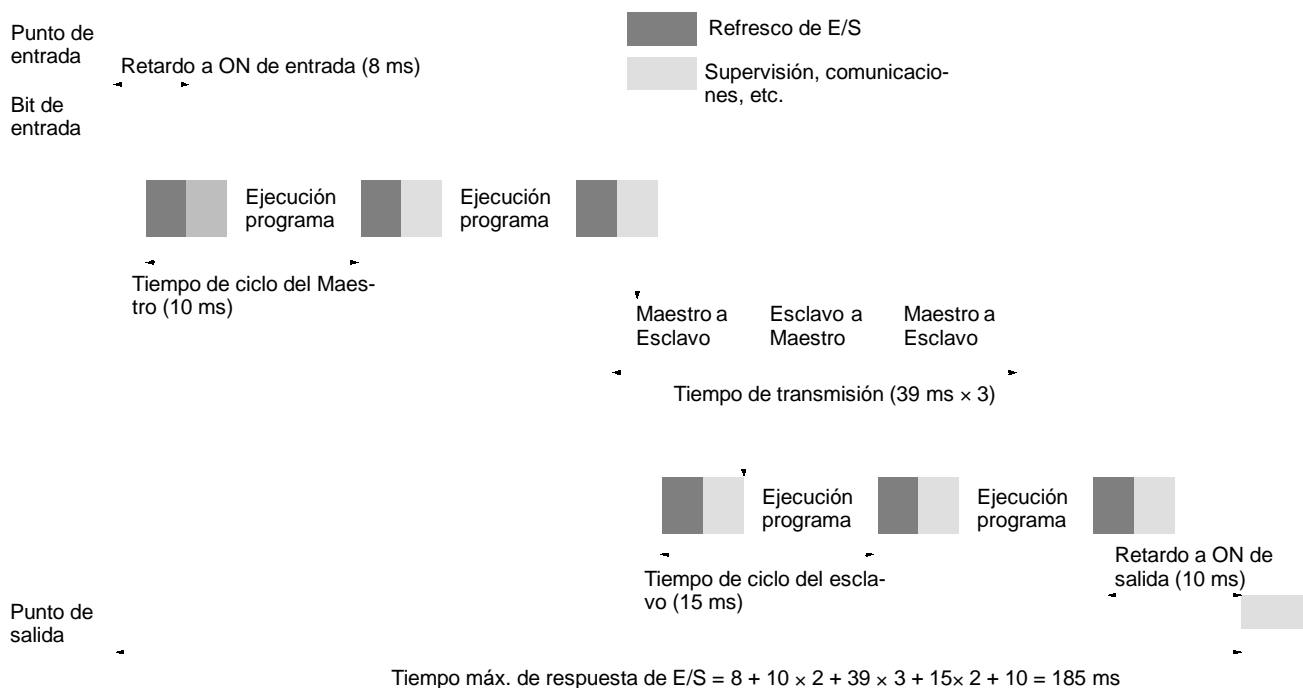 Punto de
entrada
Refresco de E/S
Retardo a ON de entrada (8 ms)
Supervisión, comunicacio-
nes, etc.
Bit de
entrada
Ejecución
programa
Ejecución
programa
Tiempo de ciclo del Maes-
tro (10 ms)
Maestro a
Esclavo
Esclavo a
Maestro
Maestro a
Esclavo
Tiempo de transmisión (39 ms × 3)
Ejecución
programa
Ejecución
programa
Tiempo de ciclo del escla-
vo (15 ms)
Retardo a ON de
salida (10 ms)
Punto de
salida
Tiempo máx. de respuesta de E/S = 8 + 10 × 2 + 39 × 3 + 15× 2 + 10 = 185 ms